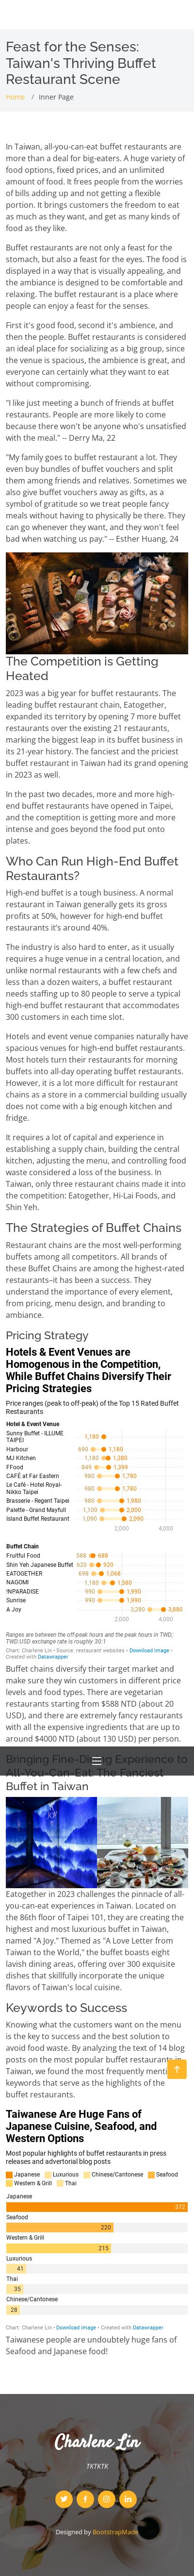 Feast for the Senses:
Taiwan's Thriving Buffet
Restaurant Scene
Home / Inner Page
In Taiwan, all-you-can-eat buffet restaurants are
more than a deal for big-eaters. A huge variety of
food options, fixed prices, and an unlimited
amount of food. It frees people from the worries
of bills adding up and not getting a flexible
portion. It brings customers excitement to put in
as much as they want, and get as many kinds of
food as they like.
Buffet restaurants are not only a feast for the
stomach, but also a feast for the eyes. The food is
displayed in a way that is visually appealing, and
the ambiance is designed to be comfortable and
relaxing. The buffet restaurant is a place where
people can enjoy a feast for the senses.
First it's good food, second it's ambience, and
then the people. Buffet restaurants is considered
an ideal place for socializing as a big group, since
the venue is spacious, the ambience is great, and
everyone can certainly get what they want to eat
without compromising.
"I like just meeting a bunch of friends at buffet
restaurants. People are more likely to come
because there won't be anyone who's unsatisfied
with the meal." -- Derry Ma, 22
"My family goes to buffet restaurant a lot. They
even buy bundles of buffet vouchers and split
them among friends and relatives. Sometimes we
also give buffet vouchers away as gifts, as a
symbol of gratitude so we treat people fancy
meals without having to physically be there. They
can go whenever they want, and they won't feel
bad when watching us pay." -- Esther Huang, 24
The Competition is Getting
Heated
2023 was a big year for buffet restaurants. The
leading buffet restaurant chain, Eatogether,
expanded its territory by opening 7 more buffet
restaurants over the existing 21 restaurants,
making its biggest leap in its buffet business in
its 21-year history. The fanciest and the priciest
buffet restaurant in Taiwan had its grand opening
in 2023 as well.
In the past two decades, more and more high-
end buffet restaurants have opened in Taipei,
and the competition is getting more and more
intense and goes beyond the food put onto
plates.
Who Can Run High-End Buffet
Restaurants?
High-end buffet is a tough business. A normal
restaurant in Taiwan generally gets its gross
profits at 50%, however for high-end buffet
restaurants it's around 40%.
The industry is also hard to enter, as it usually
requires a huge venue of hundreds of seats, and
unlike normal restaurants with a few chefs and
less than a dozen waiters, a buffet restaurant
needs staffing up to 80 people to serve a typical
high-end buffet restaurant that accommodates
300 customers in each time slot.
Hotels and event venue companies naturally have
spacious venues for high-end buffet restaurants.
Most hotels turn their restaurants for morning
buffets into all-day high-end buffet restaurants.
However, it is a lot more difficult for restaurant
chains as a store in a commercial building usually
does not come with a big enough kitchen and
fridge.
It requires a lot of capital and experience in
establishing a supply chain, building the central
kitchen, adjusting the menu, and controlling food
cost when it comes to chain restaurants. In
Taiwan, only three restaurant chains made it into
the competition: Eatogether, Hi-Lai Foods, and
Shin Yeh.
The Strategies of Buffet Chains
Restaurant chains are the most well-performing
buffets among all competitors. All brands of
these Buffet Chains are among the highest-rated
restaurants–it has been a success. They
understand the importance of every element,
from pricing, menu design, and branding to
ambiance.
Pricing Strategy
Hotels & Event Venues are
Homogenous in the Competition,
While Buffet Chains Diversify Their
Pricing Strategies
Price ranges (peak to off-peak) of the Top 15 Rated Buffet
Restaurants
Hotel & Event Venue
Sunny Buffet - ILLUME
TAIPEI 1,180
Harbour 690 1,180
MJ Kitchen 1,180 1,380
FFood 849 1,399
CAFÉ at Far Eastern 980 1,780
Le Café - Hotel Royal-
Nikko Taipei 980 1,780
Brasserie - Regent Taipei 980 1,980
Palette - Grand Mayfull 1,100 2,000
Island Buffet Restaurant 1,090 2,090
2,000 4,000
Buffet Chain
Fruitful Food 588 688
Shin Yeh Japanese Buffet 620 920
EATOGETHER 698 1,068
NAGOMI 1,180 1,580
!NPARADISE 990 1,990
Sunrise 990 1,990
A Joy 3,280 3,680
2,000 4,000
Ranges are between the off-peak hours and the peak hours in TWD;
TWD:USD exchange rate is roughly 30:1
Chart: Charlene Lin • Source: restaurant websites • Download image •
Created with Datawrapper
Buffet chains diversify their target market and
make sure they win customers in different price
levels and food types. There are vegetarian
restaurants starting from $588 NTD (about 20
USD), and there are extremely fancy restaurants
with all the expensive ingredients that are up to
around $4000 NTD (about 130 USD) per person.
Bringing Fine-Dining Experience to
All-You-Can-Eat: The Fanciest
Buffet in Taiwan
Eatogether in 2023 challenges the pinnacle of all-
you-can-eat experiences in Taiwan. Located on
the 86th floor of Taipei 101, they are creating the
highest and most luxurious buffet in Taiwan,
named "A Joy." Themed as "A Love Letter from
Taiwan to the World," the buffet boasts eight
lavish dining areas, offering over 300 exquisite
dishes that skillfully incorporate the unique
flavors of Taiwan's local cuisine.
Keywords to Success
Knowing what the customers want on the menu
is the key to success and the best solution to
avoid food waste. By analyzing the text of 14 blog
posts to the most popular buffet restaurants in
Taiwan, we found the most frequently mentioned
keywords that serve as the highlights of the
buffet restaurants.
Taiwanese Are Huge Fans of
Japanese Cuisine, Seafood, and
Western Options
Most popular highlights of buffet restaurants in press
releases and advertorial blog posts
Japanese Luxurious Chinese/Cantonese Seafood
Western & Grill Thai
Japanese
372
Seafood
220
Western & Grill
215
Luxurious
41
Thai
35
Chinese/Cantonese
28
Chart: Charlene Lin • Download image • Created with Datawrapper
Taiwanese people are undoubtely huge fans of
Seafood and Japanese food!
Charlene Lin
TKTKTK
Designed by BootstrapMade